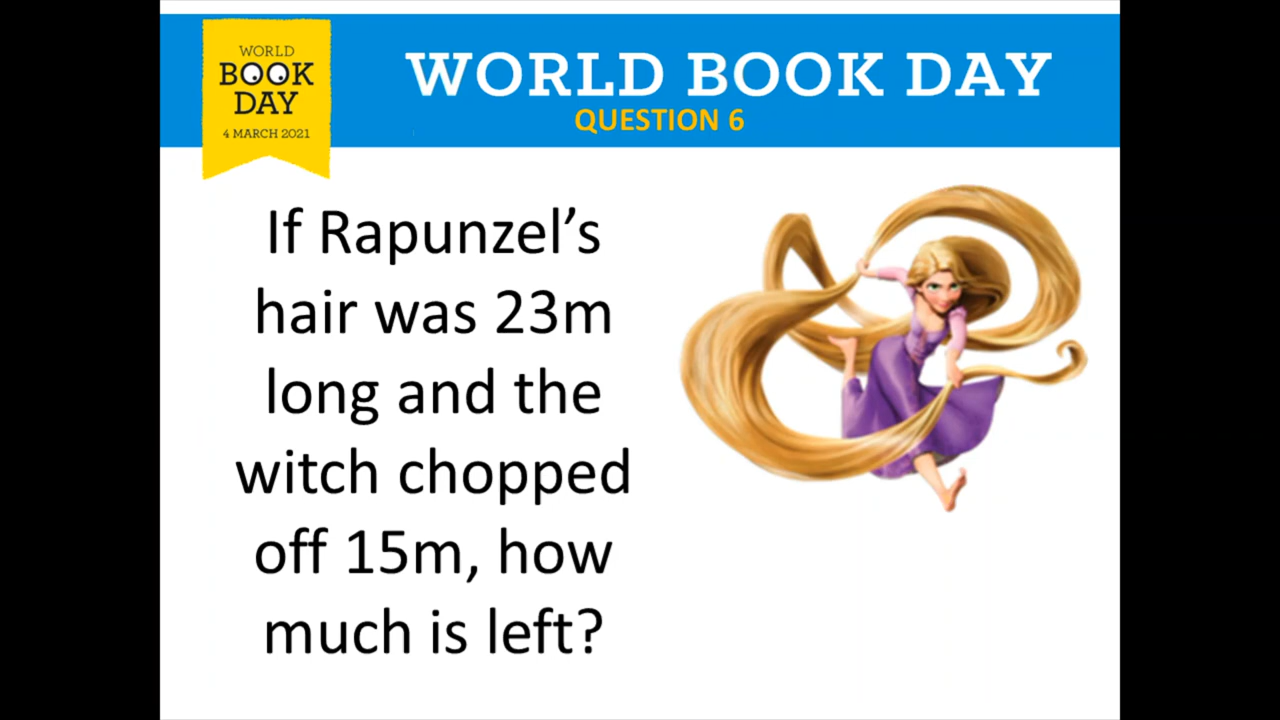 WORLD
BOOK
DAY
4 MARCH 2021
WORLD BOOK DAY
QUESTION 6
If Rapunzel’s
hair was 23m
long and the
witch chopped
off 15m, how
much is left?